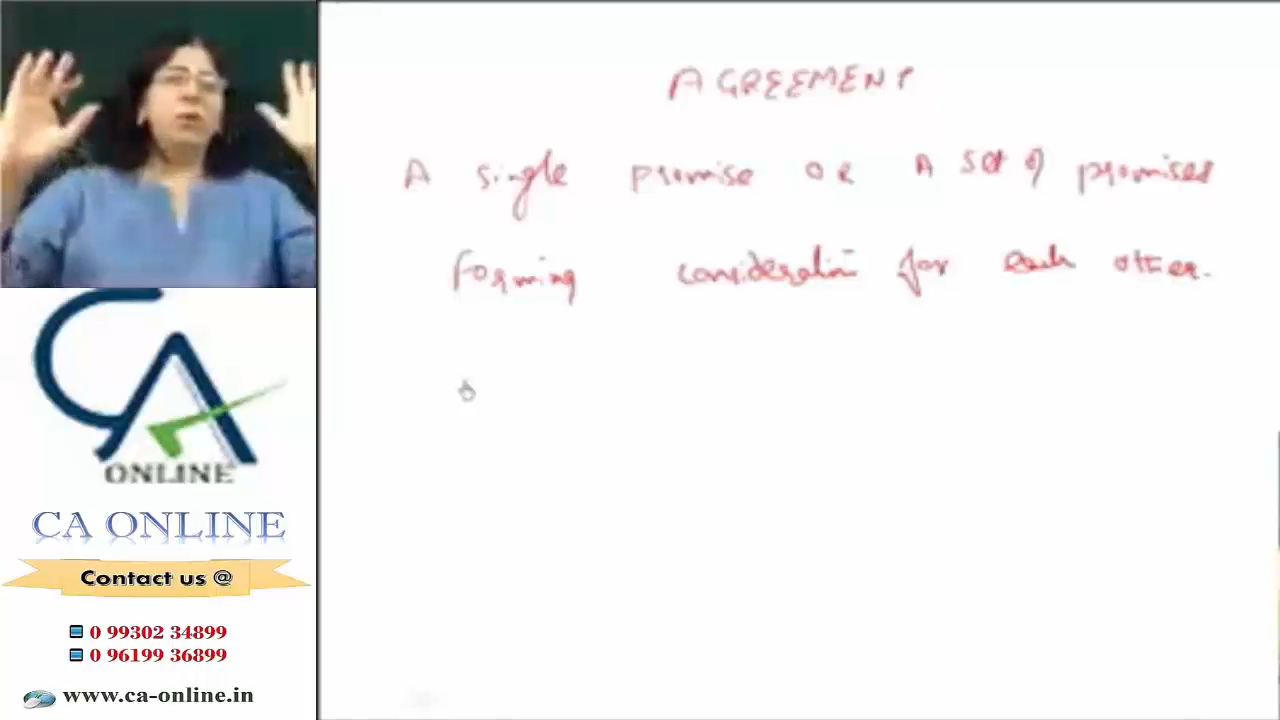 AGREEMENT
A single promise OR A set of promises
forming consideration for each other.
CA
ONLINE
CA ONLINE
Contact us @
0 99302 34899
0 96199 36899
www.ca-online.in